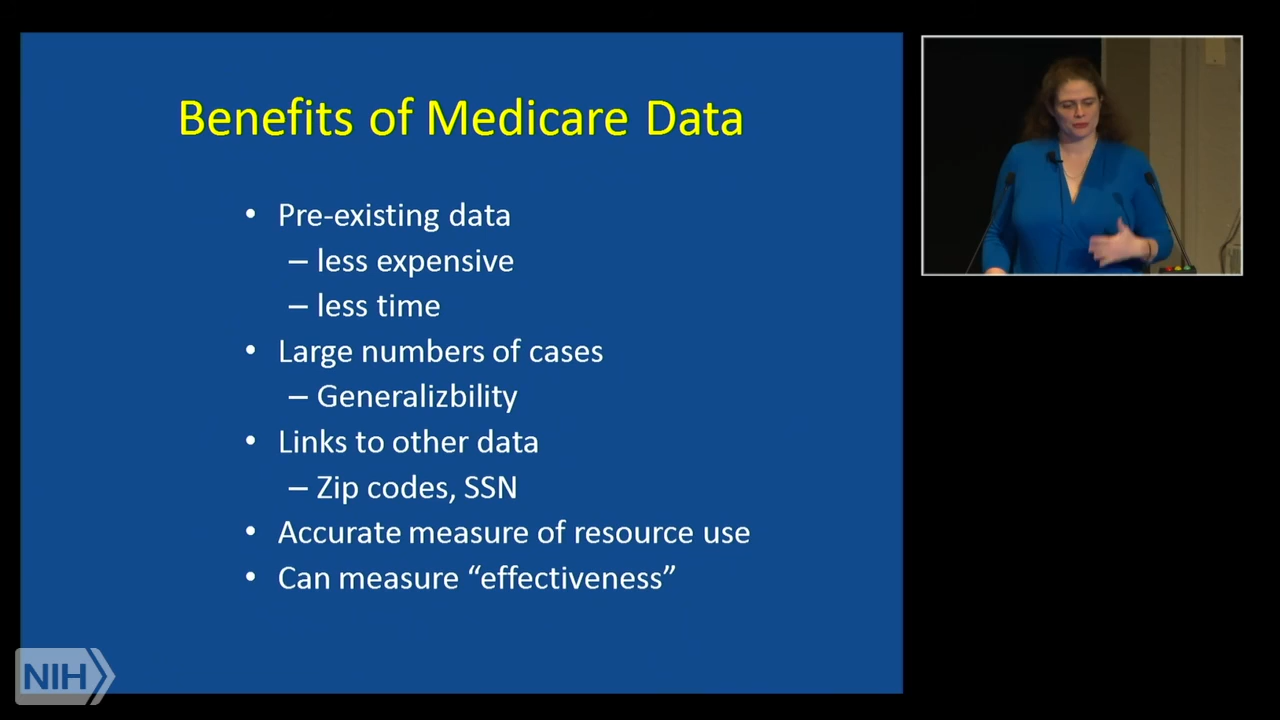 Benefits of Medicare Data
• Pre-existing data
– less expensive
– less time
• Large numbers of cases
– Generalizbility
• Links to other data
– Zip codes, SSN
• Accurate measure of resource use
• Can measure “effectiveness”
NIH